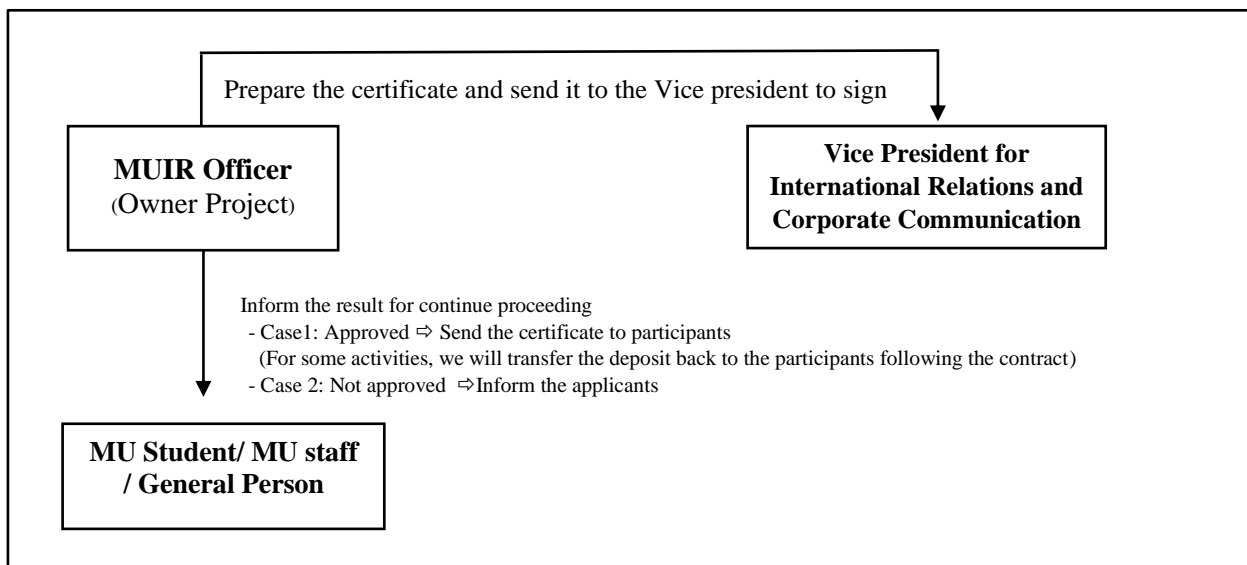 Prepare the certificate and send it to the Vice president to sign
MUIR Officer
(Owner Project)
Vice President for
International Relations and
Corporate Communication
Inform the result for continue proceeding
- Case1: Approved ⇨ Send the certificate to participants
(For some activities, we will transfer the deposit back to the participants following the contract)
- Case 2: Not approved ⇨Inform the applicants
MU Student/ MU staff
/ General Person